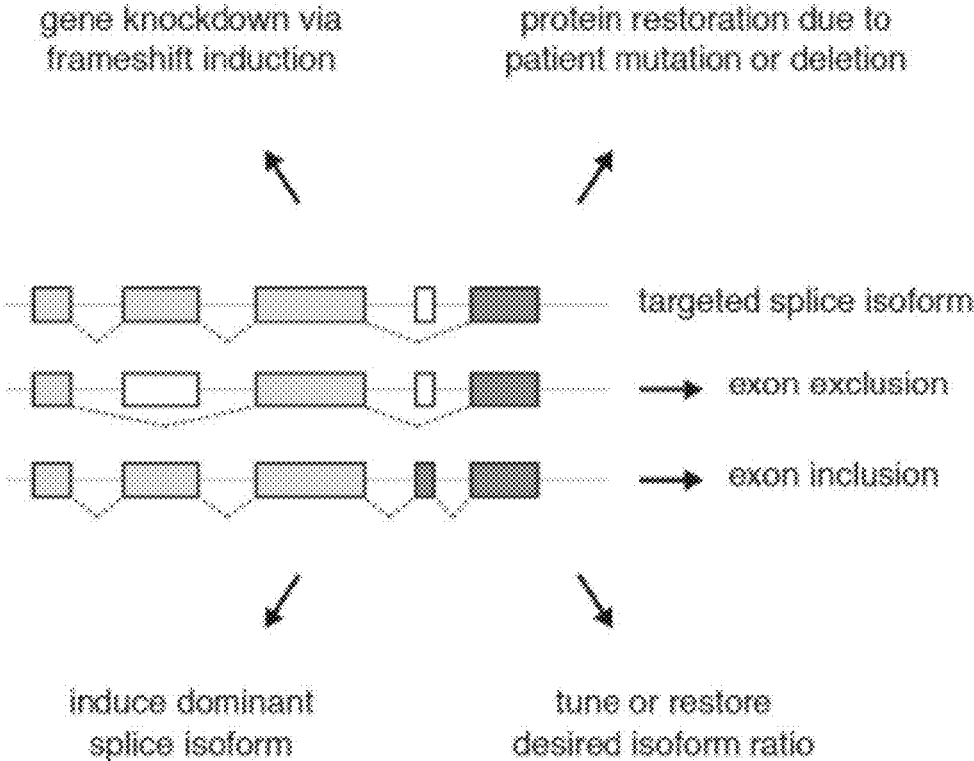 gene knockdown via
frameshift induction
protein restoration due to
patient mutation or deletion
targeted splice isoform
exon exclusion
exon inclusion
induce dominant
splice isoform
tune or restore
desired isoform ratio